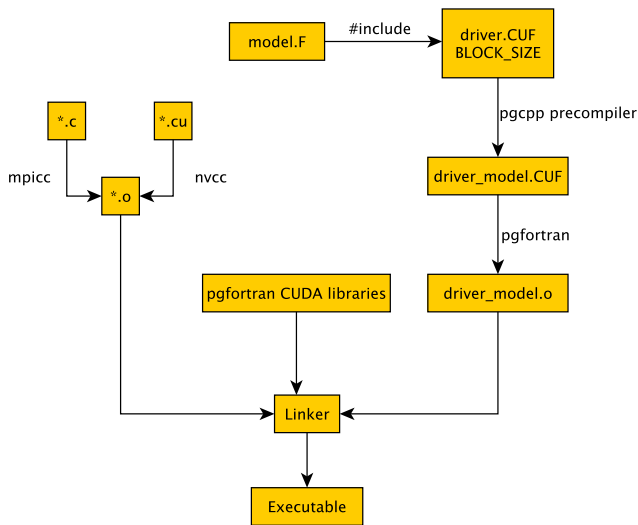 model.F
#include
driver.CUF
BLOCK_SIZE
pgcpp precompiler
*.c
*.cu
mpicc
nvcc
*.o
driver_model.CUF
pgfortran
pgfortran CUDA libraries
driver_model.o
Linker
Executable